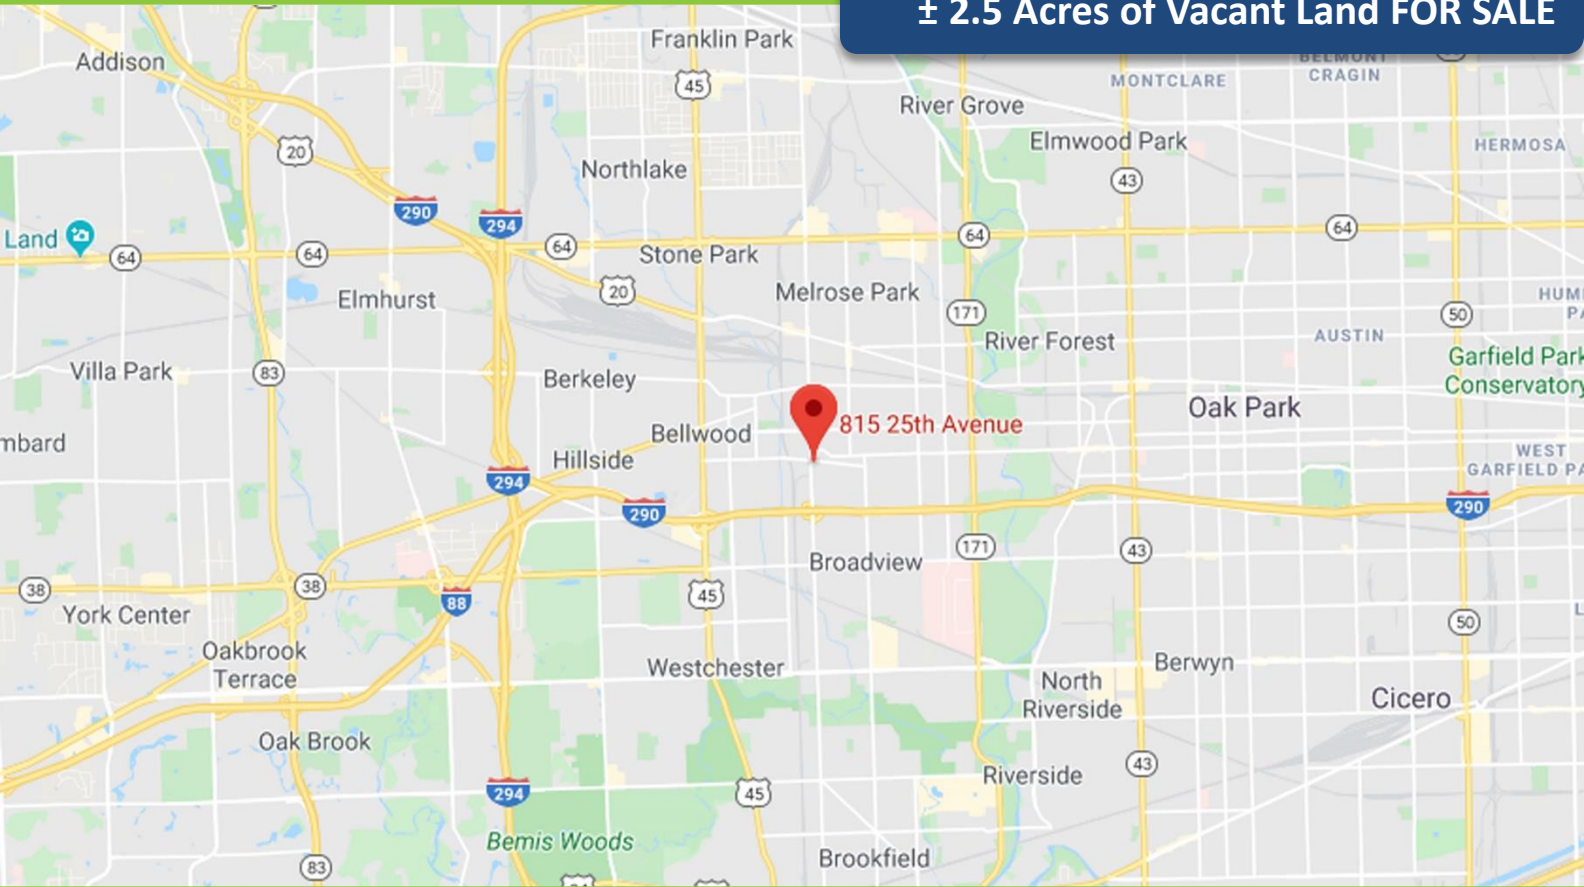 ± 2.5 Acres of Vacant Land FOR SALE
Franklin Park
Addison
BELMONT
CRAGIN
MONTCLARE
45
River Grove
Elmwood Park
HERMOSA
20
Northlake
43
290
294
Land
64
64
64
64
64
Stone Park
20
Melrose Park
Elmhurst
171
50
HUM
P
River Forest
AUSTIN
Garfield Park
Conservatory
Villa Park
83
Berkeley
Oak Park
815 25th Avenue
Bellwood
mbard
Hillside
WEST
GARFIELD PA
294
290
290
171
43
Broadview
38
38
88
45
York Center
50
Oakbrook
Terrace
Westchester
Berwyn
North
Riverside
Cicero
Oak Brook
Riverside
43
294
45
Bemis Woods
Brookfield
83